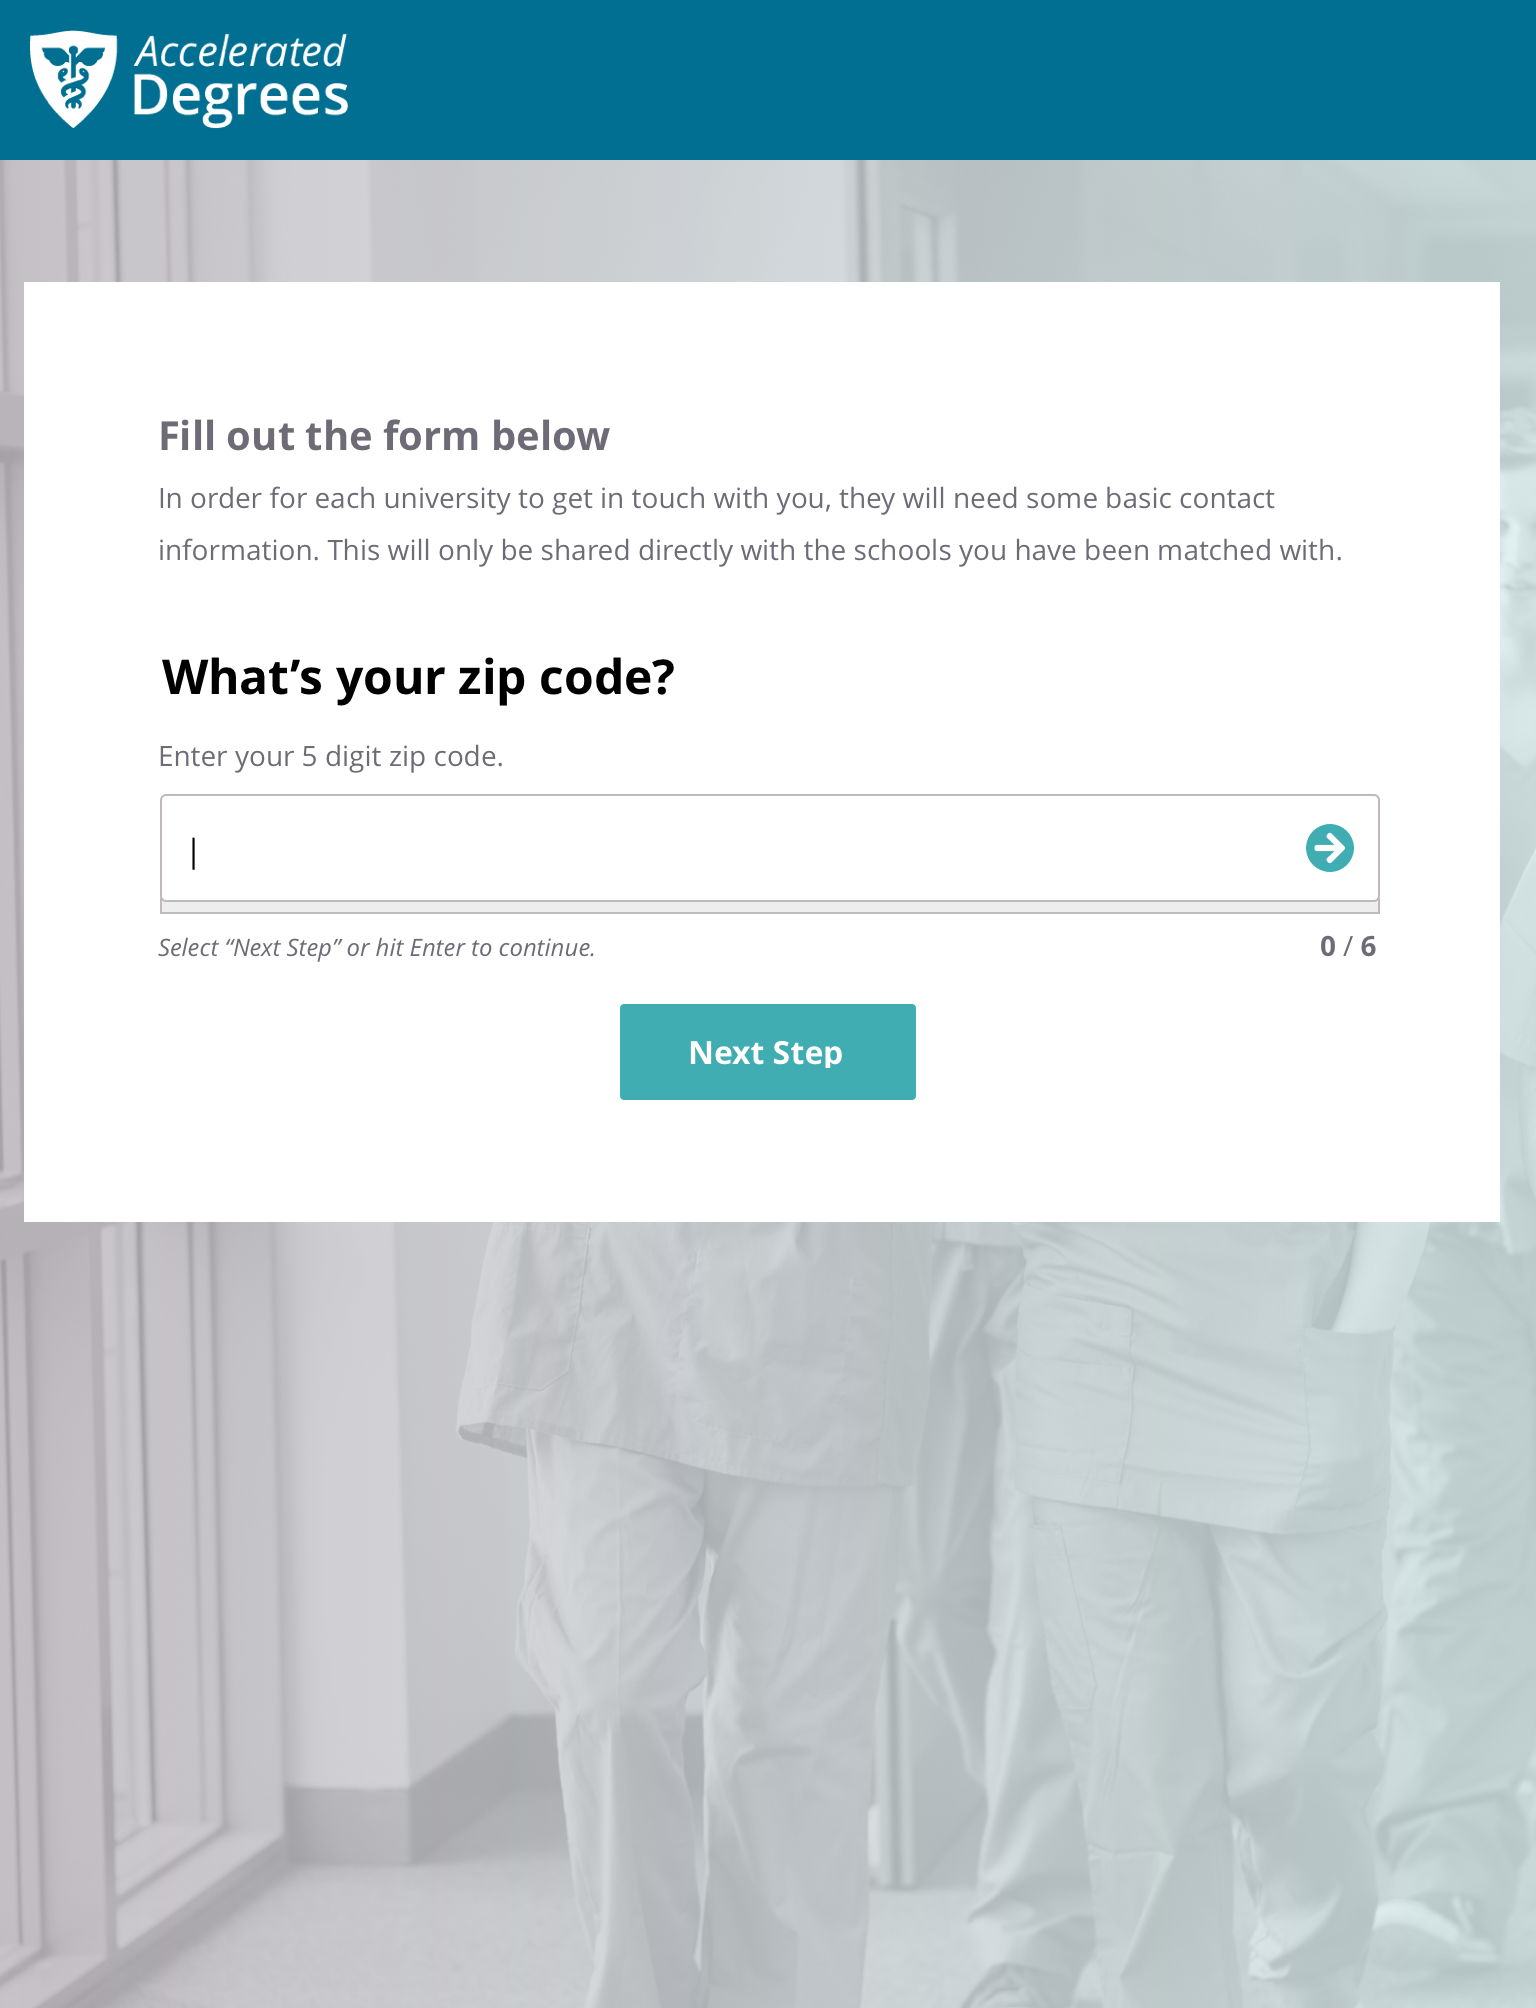 Accelerated
Degrees
Fill out the form below
In order for each university to get in touch with you, they will need some basic contact
information. This will only be shared directly with the schools you have been matched with.
What’s your zip code?
Enter your 5 digit zip code.
Select “Next Step” or hit Enter to continue.
0 / 6
Next Step